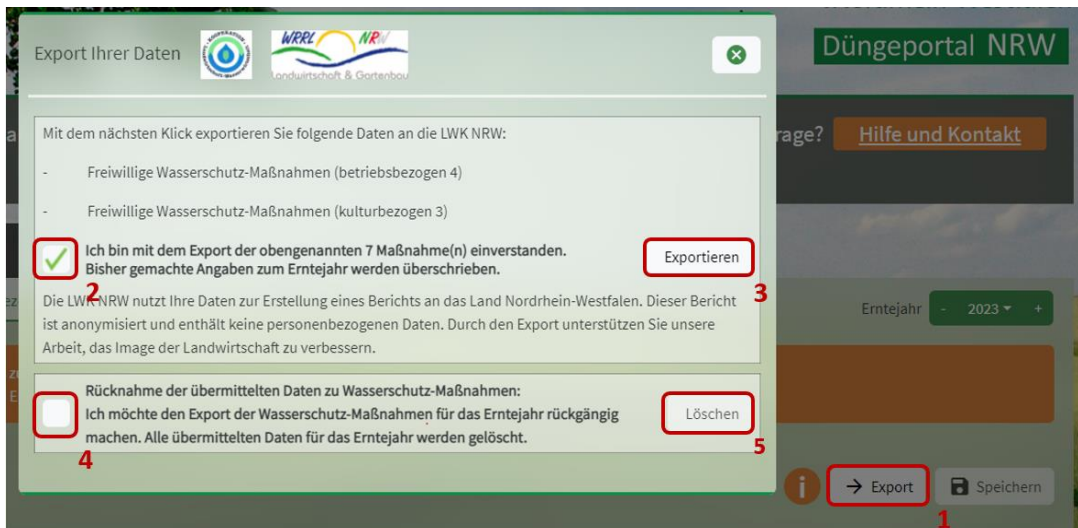 Export Ihrer Daten
WRRL NRW
Landwirtschaft & Gartenbau
Düngeportal NRW
Mit dem nächsten Klick exportieren Sie folgende Daten an die LWK NRW:
rage? Hilfe und Kontakt
- Freiwillige Wasserschutz-Maßnahmen (betriebsbezogen 4)
- Freiwillige Wasserschutz-Maßnahmen (kulturbezogen 3)
Ich bin mit dem Export der obengenannten 7 Maßnahme(n) einverstanden.
Bisher gemachte Angaben zum Erntejahr werden überschrieben.
Exportieren
2
3
Die LWK NRW nutzt Ihre Daten zur Erstellung eines Berichts an das Land Nordrhein-Westfalen. Dieser Bericht
ist anonymisiert und enthält keine personenbezogenen Daten. Durch den Export unterstützen Sie unsere
Arbeit, das Image der Landwirtschaft zu verbessern.
Erntejahr - 2023 +
Rücknahme der übermittelten Daten zu Wasserschutz-Maßnahmen:
Ich möchte den Export der Wasserschutz-Maßnahmen für das Erntejahr rückgängig
machen. Alle übermittelten Daten für das Erntejahr werden gelöscht.
Löschen
4
5
i → Export Speichern
1